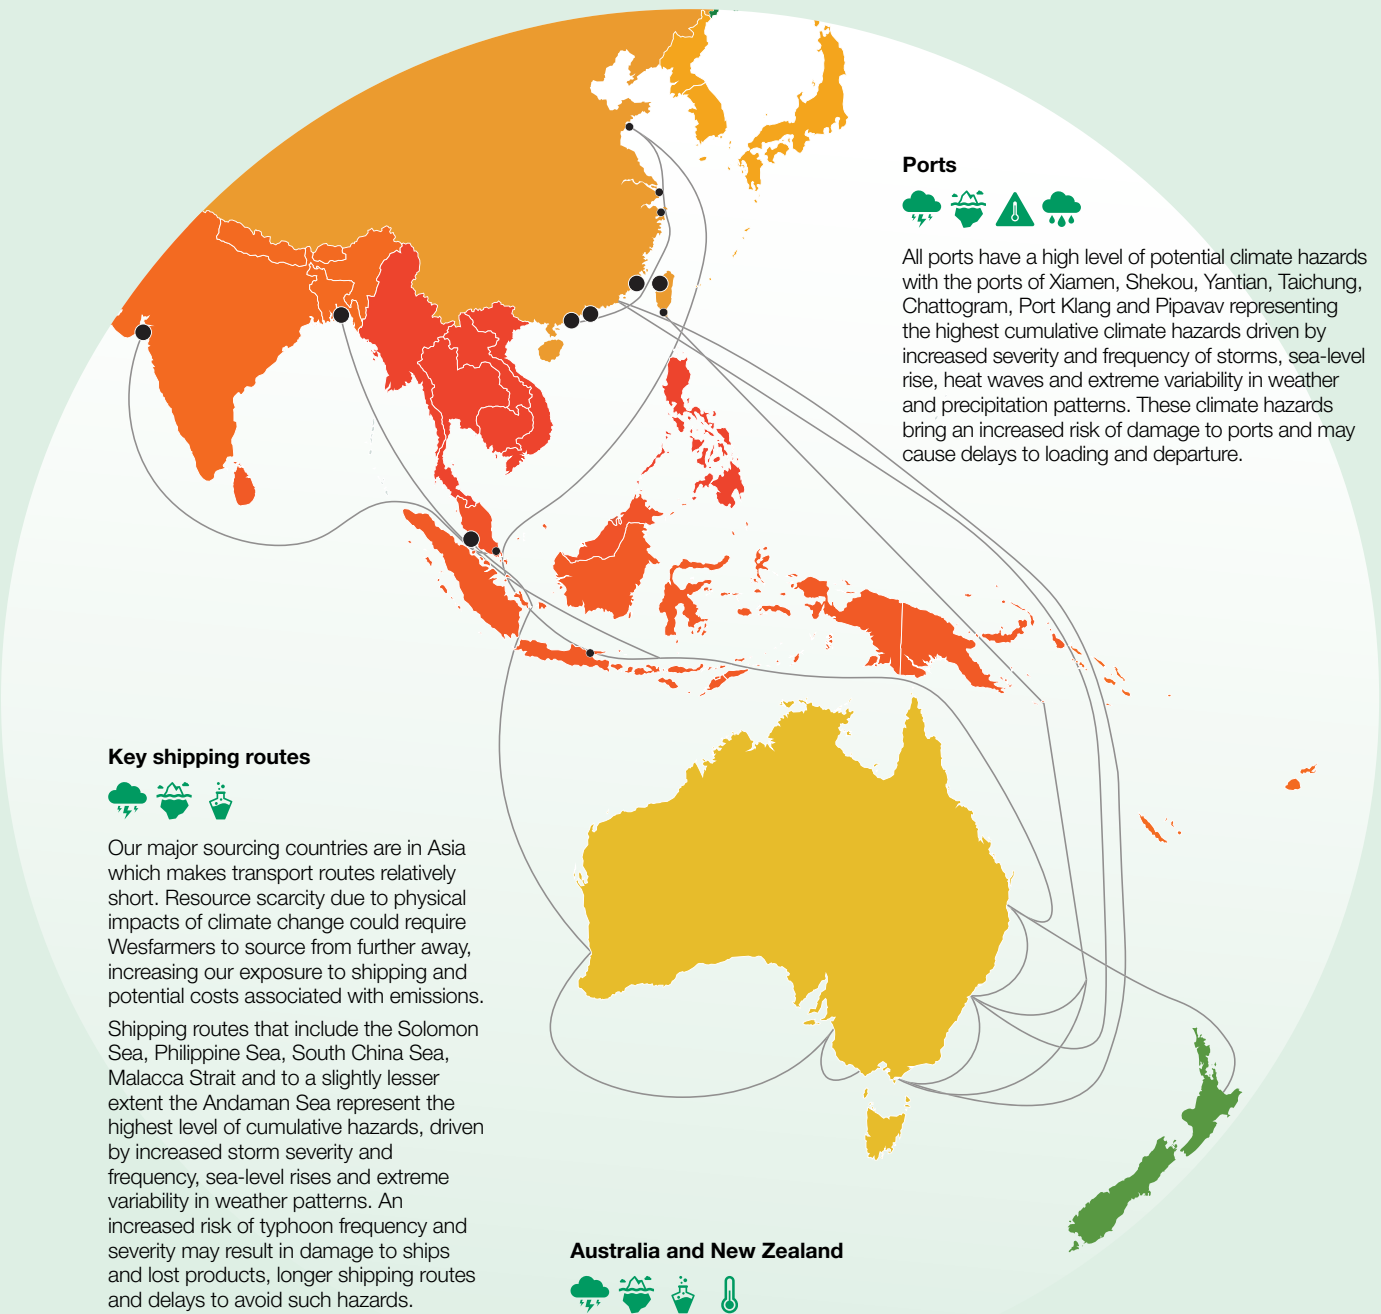 Ports
All ports have a high level of potential climate hazards
with the ports of Xiamen, Shekou, Yantian, Taichung,
Chattogram, Port Klang and Pipavav representing
the highest cumulative climate hazards driven by
increased severity and frequency of storms, sea-level
rise, heat waves and extreme variability in weather
and precipitation patterns. These climate hazards
bring an increased risk of damage to ports and may
cause delays to loading and departure.
Key shipping routes
Our major sourcing countries are in Asia
which makes transport routes relatively
short. Resource scarcity due to physical
impacts of climate change could require
Wesfarmers to source from further away,
increasing our exposure to shipping and
potential costs associated with emissions.
Shipping routes that include the Solomon
Sea, Philippine Sea, South China Sea,
Malacca Strait and to a slightly lesser
extent the Andaman Sea represent the
highest level of cumulative hazards, driven
by increased storm severity and
frequency, sea-level rises and extreme
variability in weather patterns. An
increased risk of typhoon frequency and
severity may result in damage to ships
and lost products, longer shipping routes
and delays to avoid such hazards.
Australia and New Zealand